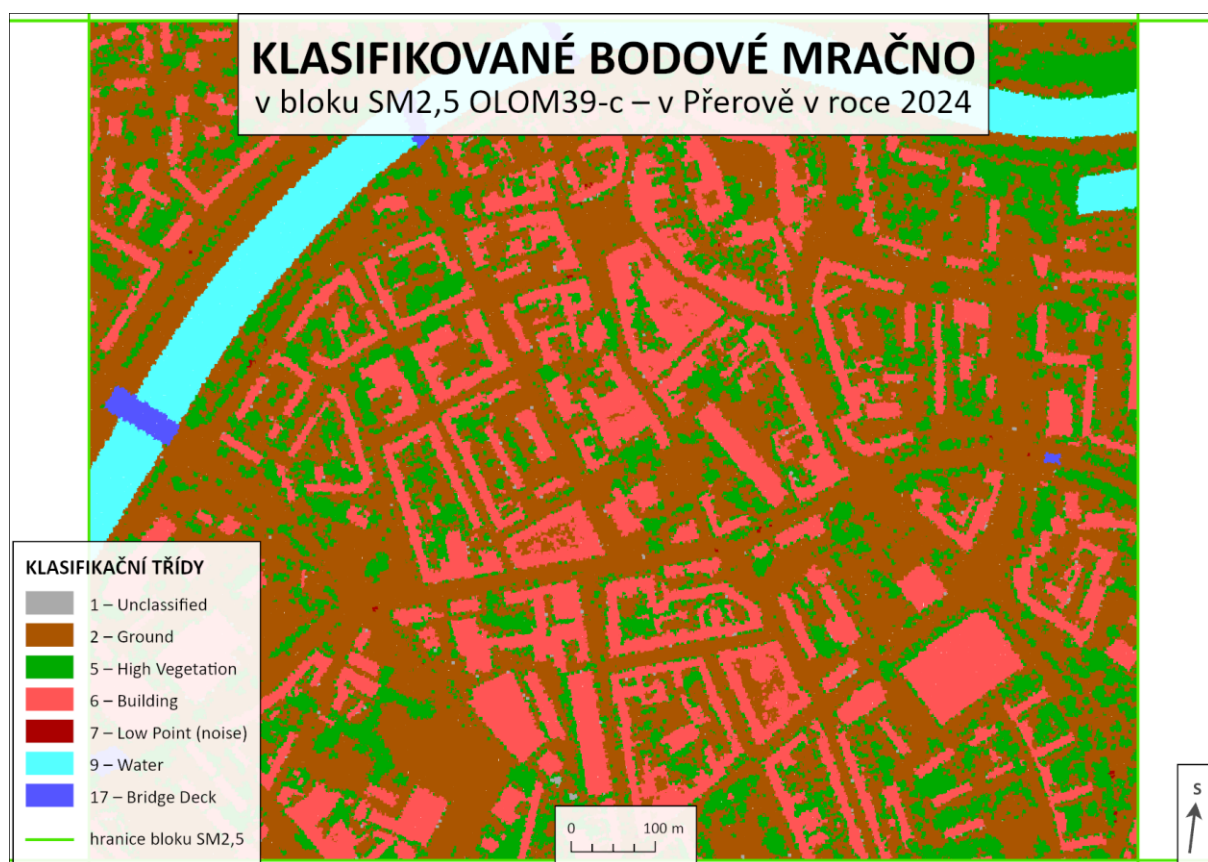 KLASIFIKOVANÉ BODOVÉ MRAČNO
v bloku SM2,5 OLOM39-c – v Přerově v roce 2024
KLASIFIKAČNÍ TŘÍDY
1 – Unclassified
2 – Ground
5 – High Vegetation
6 – Building
7 – Low Point (noise)
9 – Water
17 – Bridge Deck
hranice bloku SM2,5
0 100 m
S